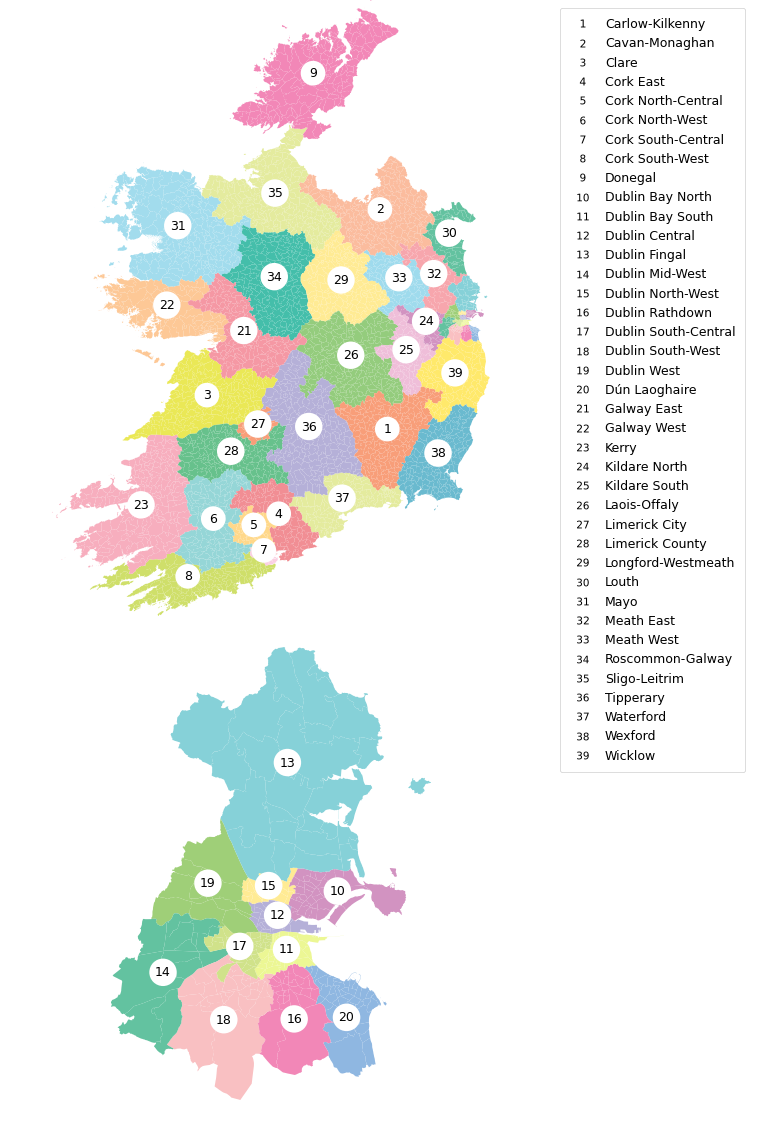 9
35
2
31
30
34
29
33
32
22
24
21
25
26
39
3
27
36
1
28
38
37
23
4
6
5
7
8
13
19
15
10
12
17
11
14
18
16
20
1 Carlow-Kilkenny
2 Cavan-Monaghan
3 Clare
4 Cork East
5 Cork North-Central
6 Cork North-West
7 Cork South-Central
8 Cork South-West
9 Donegal
10 Dublin Bay North
11 Dublin Bay South
12 Dublin Central
13 Dublin Fingal
14 Dublin Mid-West
15 Dublin North-West
16 Dublin Rathdown
17 Dublin South-Central
18 Dublin South-West
19 Dublin West
20 Dún Laoghaire
21 Galway East
22 Galway West
23 Kerry
24 Kildare North
25 Kildare South
26 Laois-Offaly
27 Limerick City
28 Limerick County
29 Longford-Westmeath
30 Louth
31 Mayo
32 Meath East
33 Meath West
34 Roscommon-Galway
35 Sligo-Leitrim
36 Tipperary
37 Waterford
38 Wexford
39 Wicklow